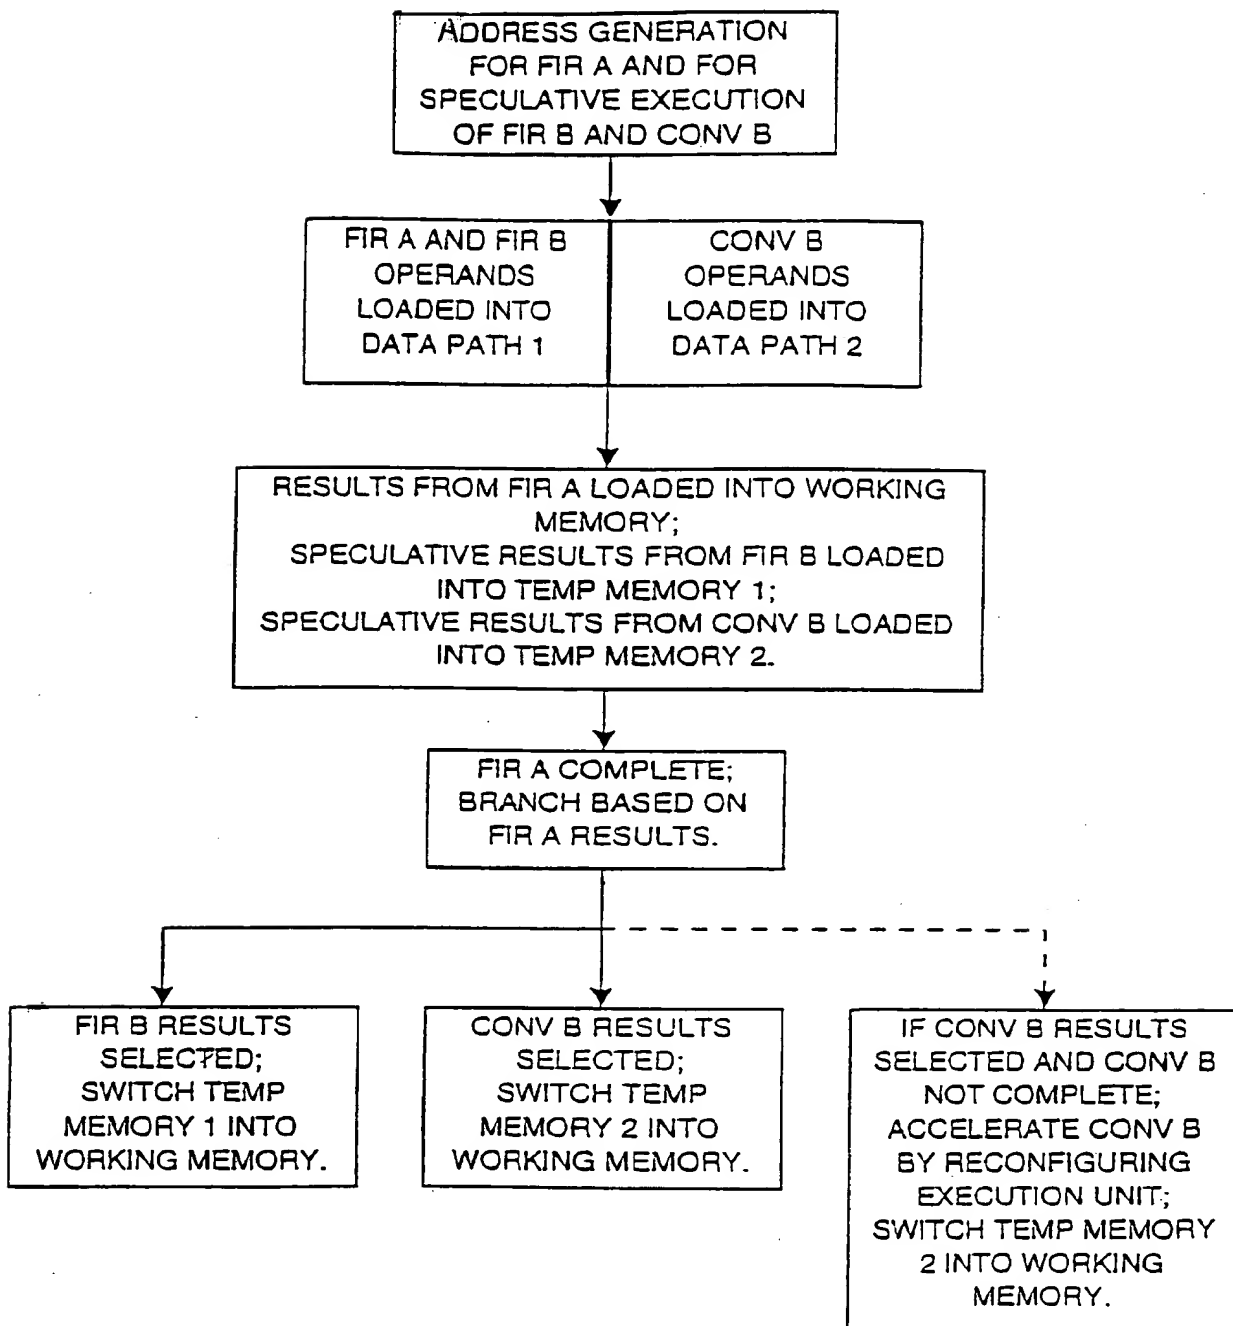 ADDRESS GENERATION
FOR FIR A AND FOR
SPECULATIVE EXECUTION
OF FIR B AND CONV B
FIR A AND FIR B
OPERANDS
LOADED INTO
DATA PATH 1
CONV B
OPERANDS
LOADED INTO
DATA PATH 2
RESULTS FROM FIR A LOADED INTO WORKING
MEMORY;
SPECULATIVE RESULTS FROM FIR B LOADED
INTO TEMP MEMORY 1;
SPECULATIVE RESULTS FROM CONV B LOADED
INTO TEMP MEMORY 2.
FIR A COMPLETE;
BRANCH BASED ON
FIR A RESULTS.
FIR B RESULTS
SELECTED;
SWITCH TEMP
MEMORY 1 INTO
WORKING MEMORY.
CONV B RESULTS
SELECTED;
SWITCH TEMP
MEMORY 2 INTO
WORKING MEMORY.
IF CONV B RESULTS
SELECTED AND CONV B
NOT COMPLETE;
ACCELERATE CONV B
BY RECONFIGURING
EXECUTION UNIT;
SWITCH TEMP MEMORY
2 INTO WORKING
MEMORY.